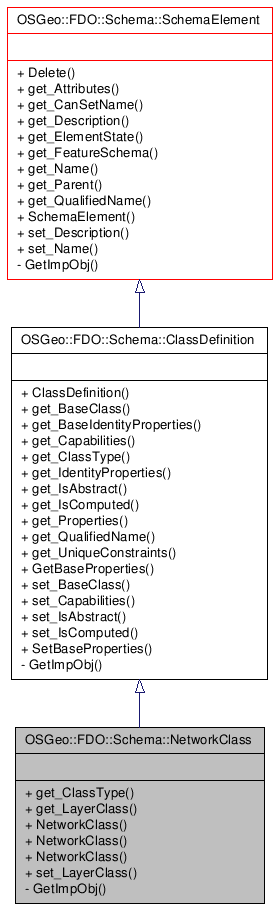 OSGeo::FDO::Schema::SchemaElement
+ Delete()
+ get_Attributes()
+ get_CanSetName()
+ get_Description()
+ get_ElementState()
+ get_FeatureSchema()
+ get_Name()
+ get_Parent()
+ get_QualifiedName()
+ SchemaElement()
+ set_Description()
+ set_Name()
- GetImpObj()
OSGeo::FDO::Schema::ClassDefinition
+ ClassDefinition()
+ get_BaseClass()
+ get_BaseIdentityProperties()
+ get_Capabilities()
+ get_ClassType()
+ get_IdentityProperties()
+ get_IsAbstract()
+ get_IsComputed()
+ get_Properties()
+ get_QualifiedName()
+ get_UniqueConstraints()
+ GetBaseProperties()
+ set_BaseClass()
+ set_Capabilities()
+ set_IsAbstract()
+ set_IsComputed()
+ SetBaseProperties()
- GetImpObj()
OSGeo::FDO::Schema::NetworkClass
+ get_ClassType()
+ get_LayerClass()
+ NetworkClass()
+ NetworkClass()
+ NetworkClass()
+ set_LayerClass()
- GetImpObj()